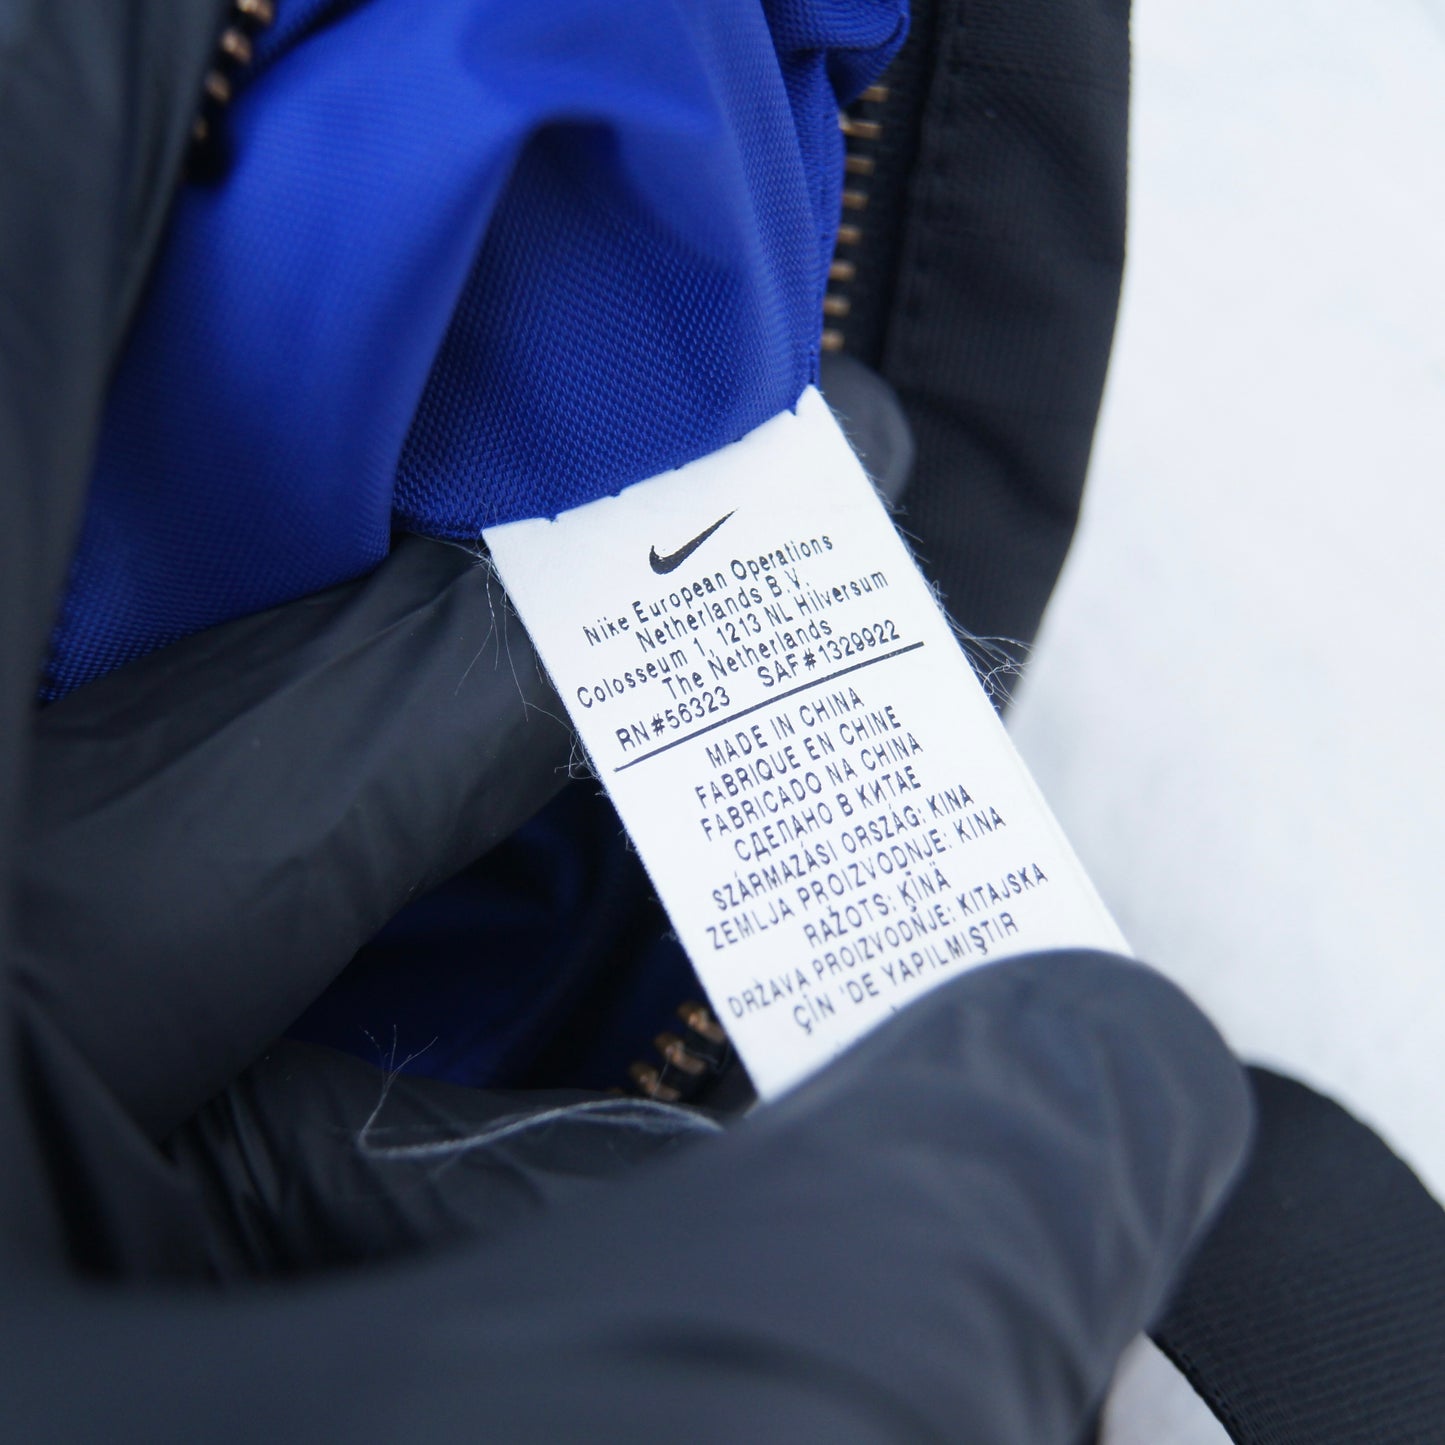 Nike European Operations
Netherlands B.V.
Colosseum 1, 1213 NL Hilversum
The Netherlands
RN#56323 SAF#1329922
MADE IN CHINA
FABRIQUE EN CHINE
FABRICADO NA CHINA
СДЕЛАНО В КИТАЕ
SZÁRMAZÁSI ORSZÁG: KINA
ZEMLJA PROIZVODNJE: KINA
RAŽOTS: ĶĪNĀ
DRŽAVA PROIZVODNJE: KITAJSKA
ÇİN 'DE YAPILMIŞTIR